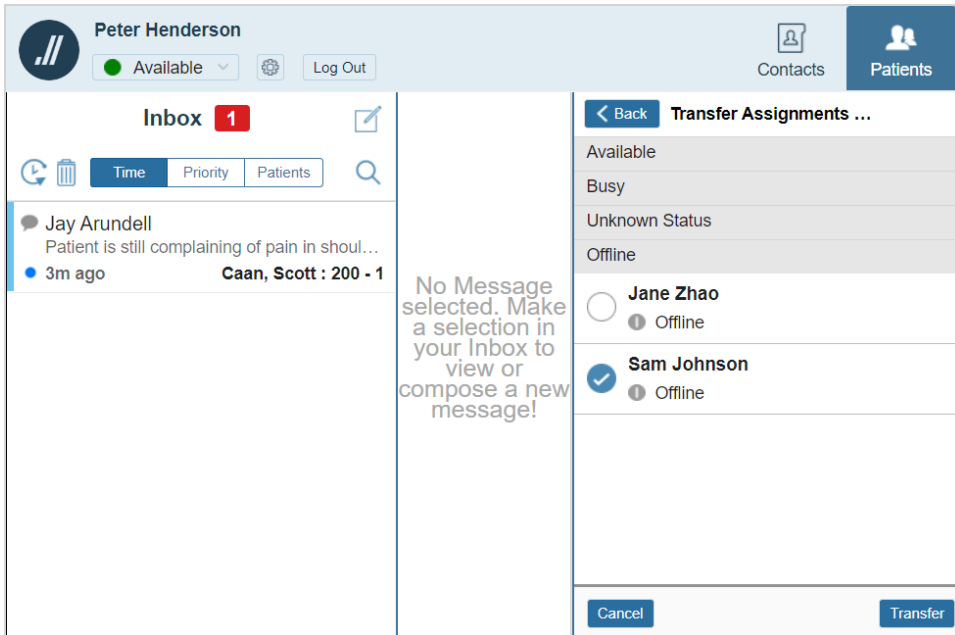 Peter Henderson
Available
Log Out
Contacts
Patients
Inbox 1
Time Priority Patients
Jay Arundell
Patient is still complaining of pain in shoul...
3m ago Caan, Scott : 200 - 1
No Message
selected. Make
a selection in
your Inbox to
view or
compose a new
message!
Back Transfer Assignments ...
Available
Busy
Unknown Status
Offline
Jane Zhao
Offline
Sam Johnson
Offline
Cancel Transfer